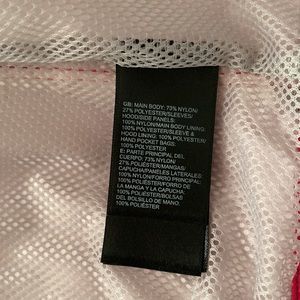 GB: MAIN BODY: 73% NYLON/
27% POLYESTER/SLEEVES/
HOOD/SIDE PANELS:
100% NYLON/MAIN BODY LINING:
100% POLYESTER/SLEEVE &
HOOD LINING: 100% POLYESTER/
HAND POCKET BAGS:
100% POLYESTER
E: PARTE PRINCIPAL DEL
CUERPO: 73% NYLON/
27% POLIÉSTER/MANGAS/
CAPUCHA/PANELES LATERALES:
100% NYLON/FORRO PRINCIPAL:
100% POLIÉSTER/FORRO DE
LA MANGA Y LA CAPUCHA:
100% POLIÉSTER/BOLSAS
DEL BOLSILLO DE MANO:
100% POLIÉSTER